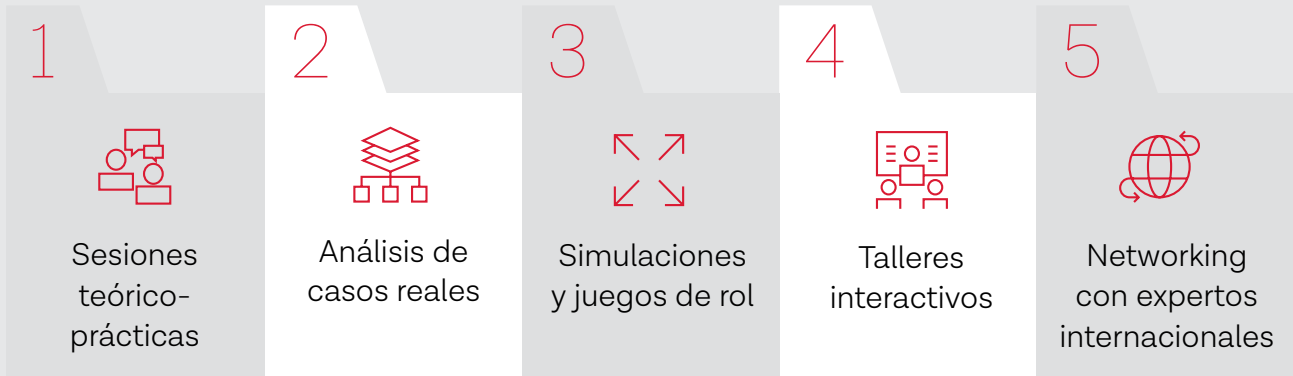 1
Sesiones
teórico-
prácticas
2
Análisis de
casos reales
3
Simulaciones
y juegos de rol
4
Talleres
interactivos
5
Networking
con expertos
internacionales